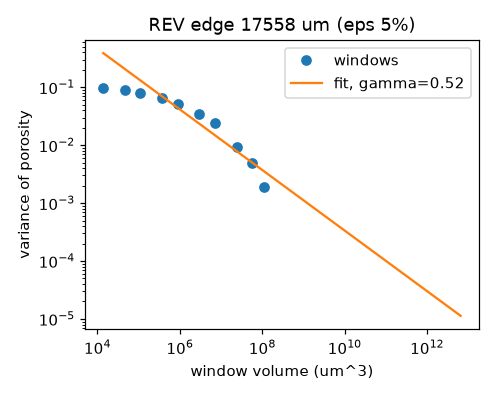 REV edge 17558 um (eps 5%)
windows
fit, gamma=0.52
variance of porosity
10^-1
10^-2
10^-3
10^-4
10^-5
10^4
10^6
10^8
10^10
10^12
window volume (um^3)